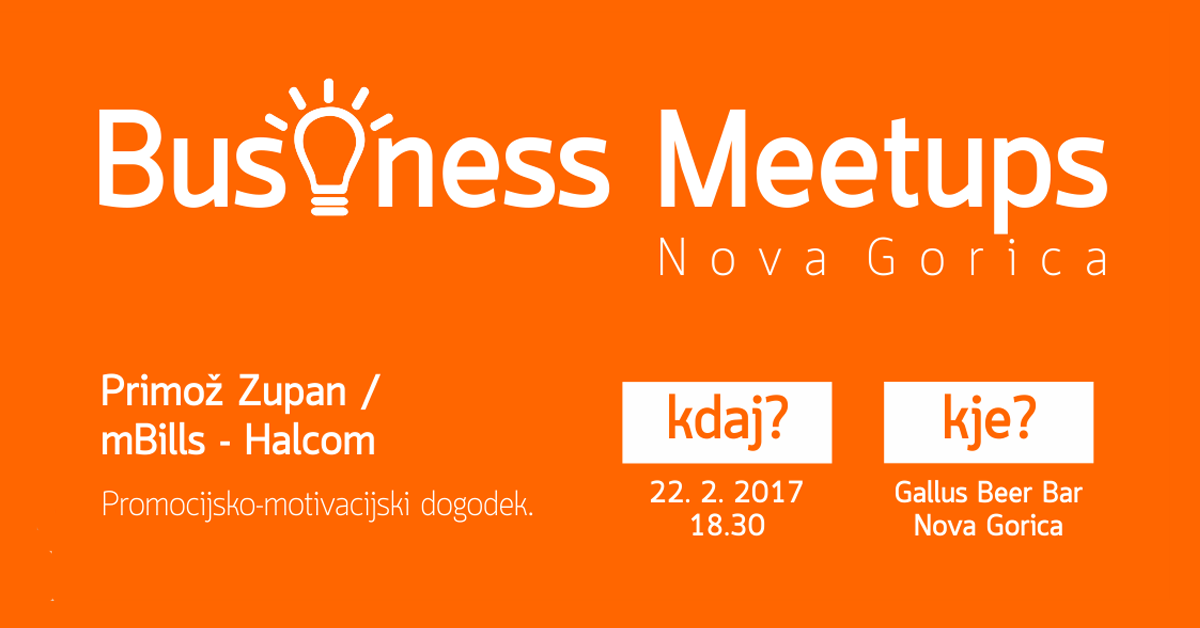 Business Meetups
Nova Gorica
Primož Zupan /
mBills - Halcom
Promocijsko-motivacijski dogodek.
kdaj?
22. 2. 2017
18.30
kje?
Gallus Beer Bar
Nova Gorica